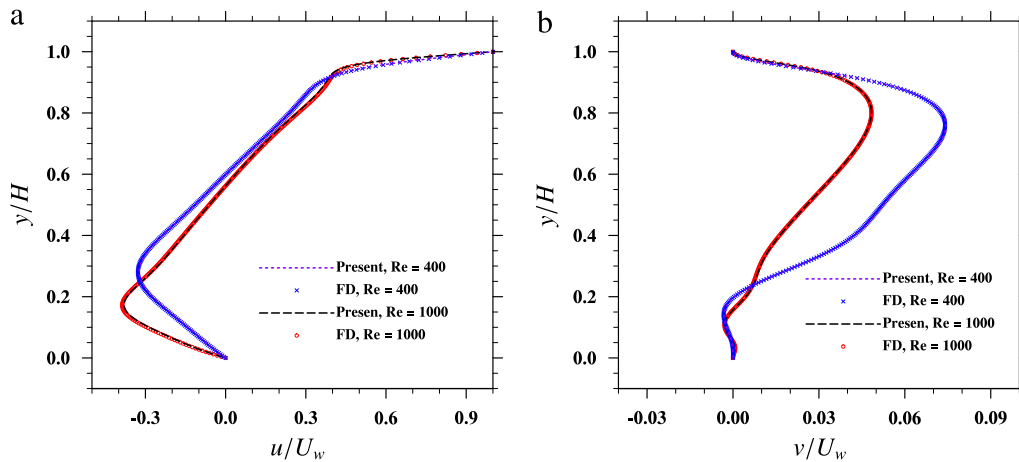 a
1.0
0.8
0.6
0.4
0.2
0.0
y/H
Present, Re = 400
FD, Re = 400
Presen, Re = 1000
FD, Re = 1000
-0.3 0.0 0.3 0.6 0.9
u/U_w
b
1.0
0.8
0.6
0.4
0.2
0.0
y/H
Present, Re = 400
FD, Re = 400
Presen, Re = 1000
FD, Re = 1000
-0.03 0.00 0.03 0.06 0.09
v/U_w